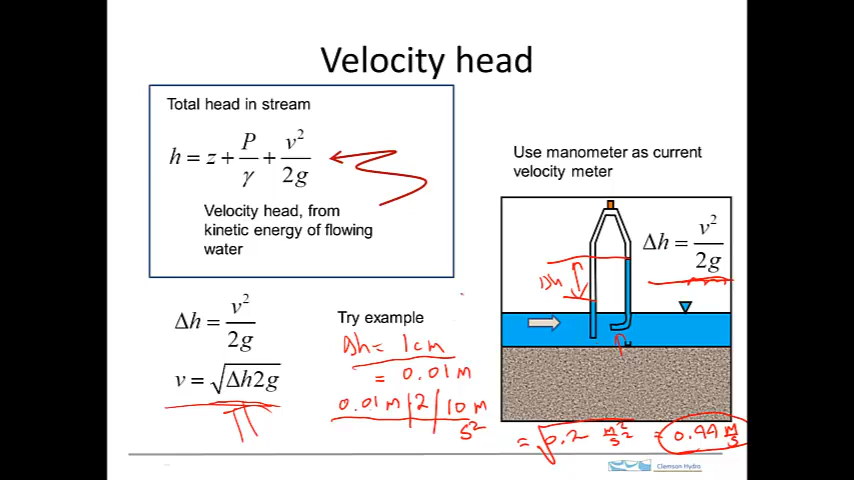 Velocity head
Total head in stream
h = z + P/γ + v²/2g
Velocity head, from
kinetic energy of flowing
water
Use manometer as current
velocity meter
Δh = v²/2g
Δh
Δh = v²/2g
v = √Δh2g
Try example
Δh = 1cm
= 0.01 m
0.01 m | 2 | 10 m
s²
= √0.2 m²/s² = 0.44 m/s
Clemson Hydro